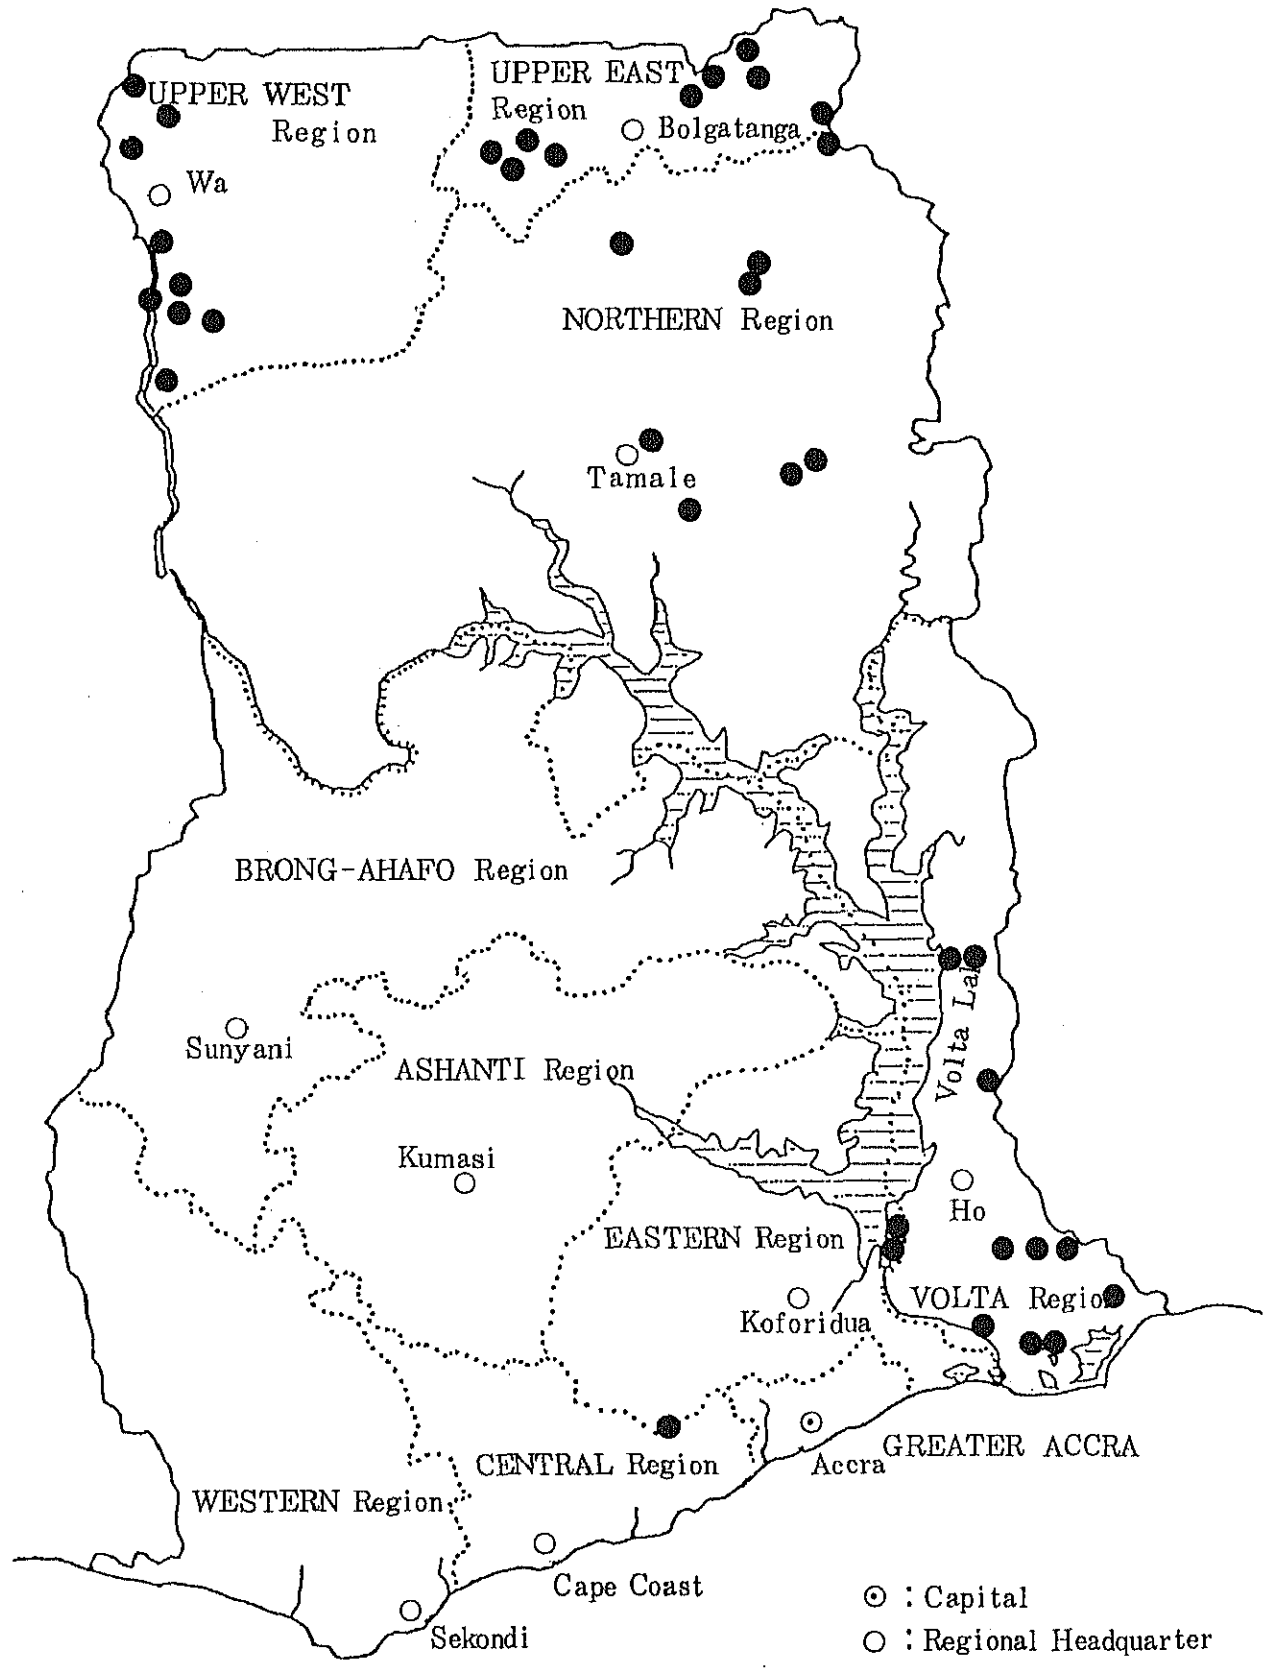 UPPER WEST
Region
UPPER EAST
Region
Bolgatanga
Wa
NORTHERN Region
Tamale
BRONG-AHAFO Region
Volta La
Sunyani
ASHANTI Region
Kumasi
Ho
EASTERN Region
VOLTA Regio
Koforidua
CENTRAL Region
Accra
GREATER ACCRA
WESTERN Region
Cape Coast
Sekondi
: Capital
: Regional Headquarter